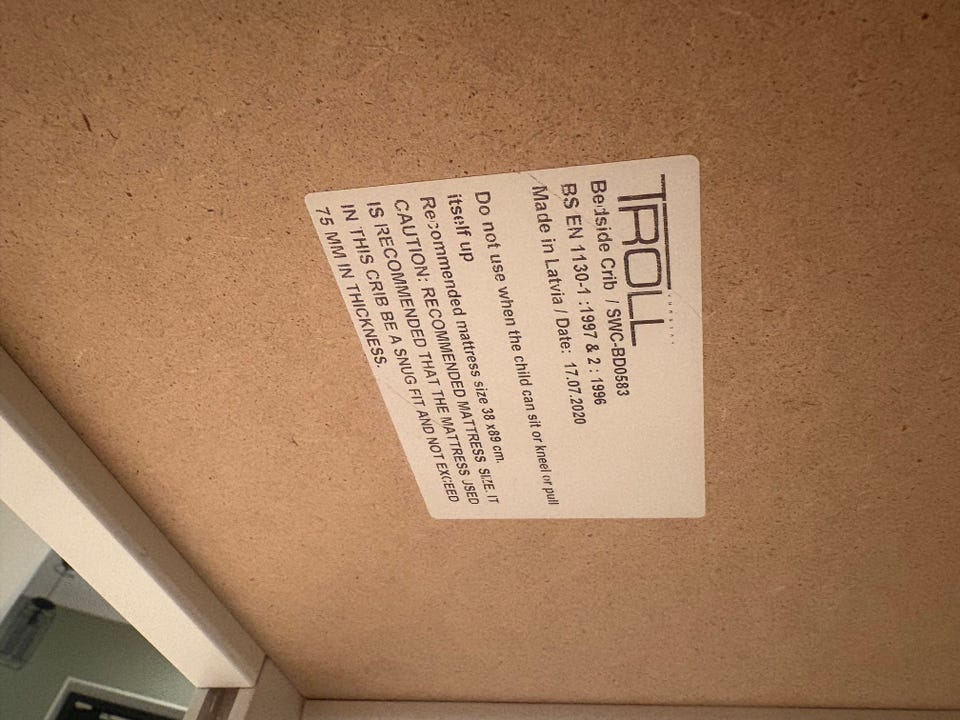 TROLL
Bedside Crib / SWC-BD0583
BS EN 1130-1 :1997 & 2 : 1996
Made in Latvia / Date: 17.07.2020
Do not use when the child can sit or kneel or pull
itself up
Recommended mattress size 38 x89 cm.
CAUTION: RECOMMENDED MATTRESS SIZE. IT
IS RECOMMENDED THAT THE MATTRESS USED
IN THIS CRIB BE A SNUG FIT AND NOT EXCEED
75 MM IN THICKNESS.